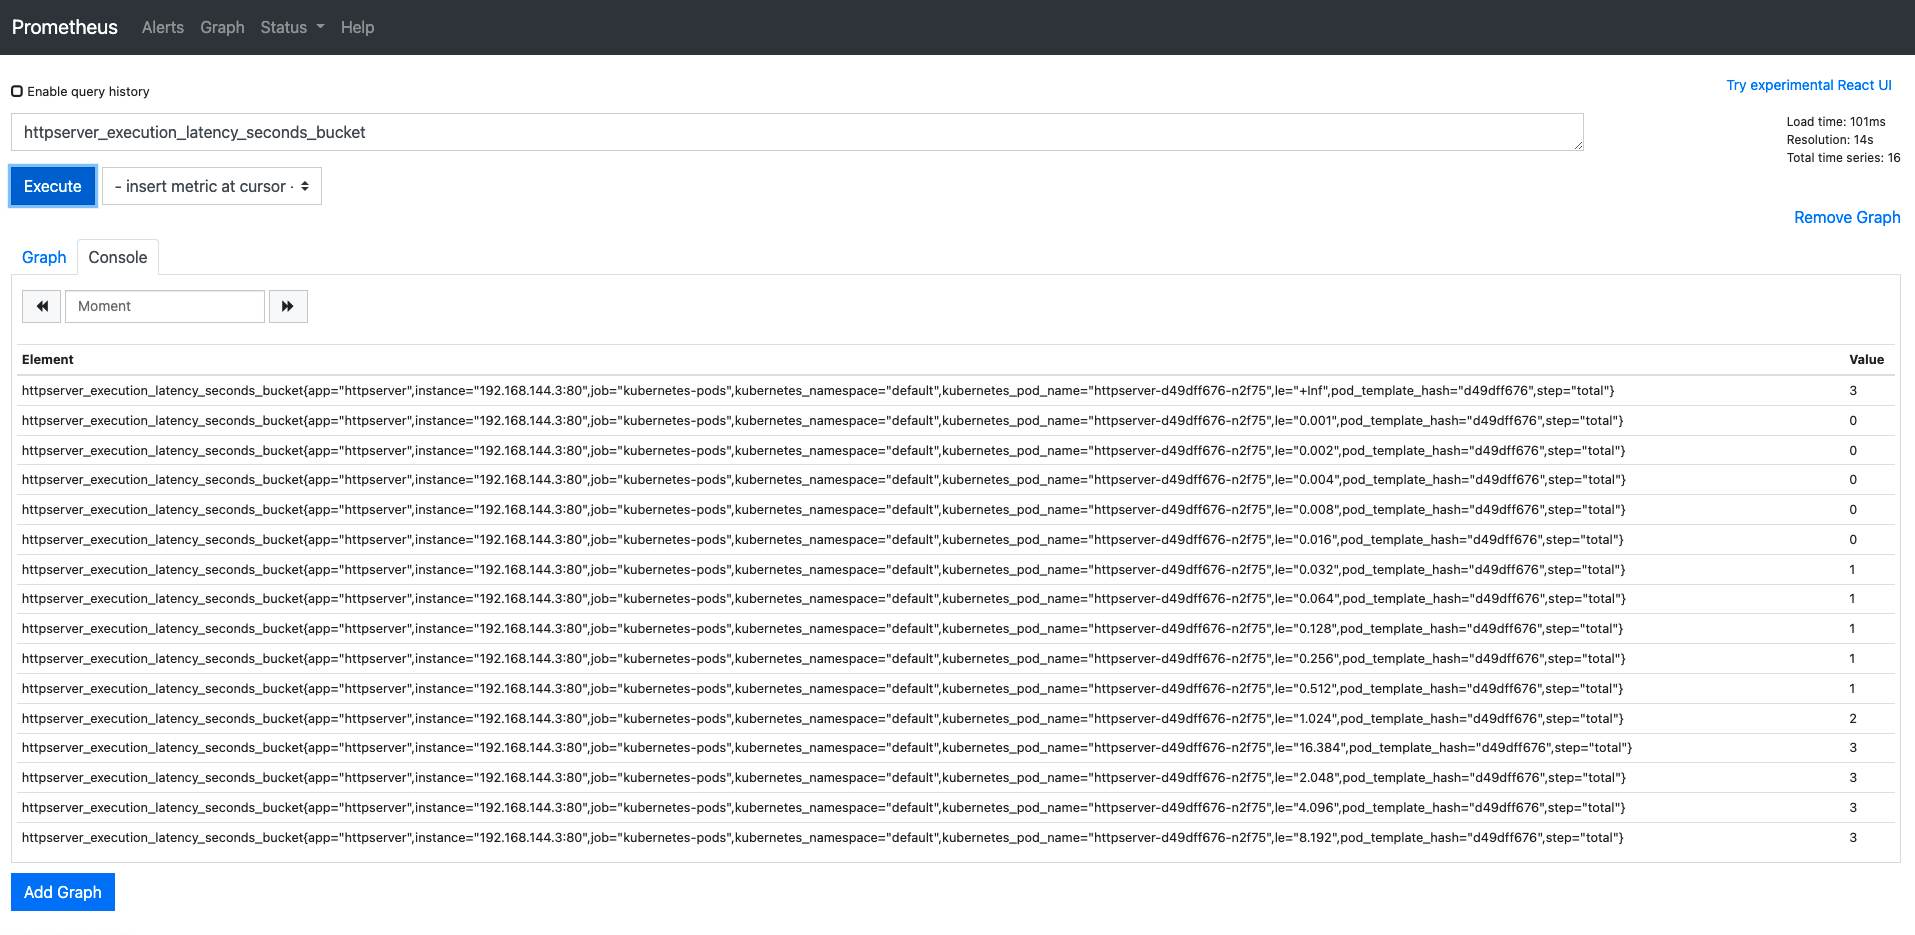 Prometheus Alerts Graph Status Help
Enable query history
Try experimental React UI
httpserver_execution_latency_seconds_bucket
Load time: 101ms
Resolution: 14s
Total time series: 16
Execute
- insert metric at cursor -
Remove Graph
Graph Console
Moment
Element Value
httpserver_execution_latency_seconds_bucket{app="httpserver",instance="192.168.144.3:80",job="kubernetes-pods",kubernetes_namespace="default",kubernetes_pod_name="httpserver-d49dff676-n2f75",le="+Inf",pod_template_hash="d49dff676",step="total"} 3
httpserver_execution_latency_seconds_bucket{app="httpserver",instance="192.168.144.3:80",job="kubernetes-pods",kubernetes_namespace="default",kubernetes_pod_name="httpserver-d49dff676-n2f75",le="0.001",pod_template_hash="d49dff676",step="total"} 0
httpserver_execution_latency_seconds_bucket{app="httpserver",instance="192.168.144.3:80",job="kubernetes-pods",kubernetes_namespace="default",kubernetes_pod_name="httpserver-d49dff676-n2f75",le="0.002",pod_template_hash="d49dff676",step="total"} 0
httpserver_execution_latency_seconds_bucket{app="httpserver",instance="192.168.144.3:80",job="kubernetes-pods",kubernetes_namespace="default",kubernetes_pod_name="httpserver-d49dff676-n2f75",le="0.004",pod_template_hash="d49dff676",step="total"} 0
httpserver_execution_latency_seconds_bucket{app="httpserver",instance="192.168.144.3:80",job="kubernetes-pods",kubernetes_namespace="default",kubernetes_pod_name="httpserver-d49dff676-n2f75",le="0.008",pod_template_hash="d49dff676",step="total"} 0
httpserver_execution_latency_seconds_bucket{app="httpserver",instance="192.168.144.3:80",job="kubernetes-pods",kubernetes_namespace="default",kubernetes_pod_name="httpserver-d49dff676-n2f75",le="0.016",pod_template_hash="d49dff676",step="total"} 0
httpserver_execution_latency_seconds_bucket{app="httpserver",instance="192.168.144.3:80",job="kubernetes-pods",kubernetes_namespace="default",kubernetes_pod_name="httpserver-d49dff676-n2f75",le="0.032",pod_template_hash="d49dff676",step="total"} 1
httpserver_execution_latency_seconds_bucket{app="httpserver",instance="192.168.144.3:80",job="kubernetes-pods",kubernetes_namespace="default",kubernetes_pod_name="httpserver-d49dff676-n2f75",le="0.064",pod_template_hash="d49dff676",step="total"} 1
httpserver_execution_latency_seconds_bucket{app="httpserver",instance="192.168.144.3:80",job="kubernetes-pods",kubernetes_namespace="default",kubernetes_pod_name="httpserver-d49dff676-n2f75",le="0.128",pod_template_hash="d49dff676",step="total"} 1
httpserver_execution_latency_seconds_bucket{app="httpserver",instance="192.168.144.3:80",job="kubernetes-pods",kubernetes_namespace="default",kubernetes_pod_name="httpserver-d49dff676-n2f75",le="0.256",pod_template_hash="d49dff676",step="total"} 1
httpserver_execution_latency_seconds_bucket{app="httpserver",instance="192.168.144.3:80",job="kubernetes-pods",kubernetes_namespace="default",kubernetes_pod_name="httpserver-d49dff676-n2f75",le="0.512",pod_template_hash="d49dff676",step="total"} 1
httpserver_execution_latency_seconds_bucket{app="httpserver",instance="192.168.144.3:80",job="kubernetes-pods",kubernetes_namespace="default",kubernetes_pod_name="httpserver-d49dff676-n2f75",le="1.024",pod_template_hash="d49dff676",step="total"} 2
httpserver_execution_latency_seconds_bucket{app="httpserver",instance="192.168.144.3:80",job="kubernetes-pods",kubernetes_namespace="default",kubernetes_pod_name="httpserver-d49dff676-n2f75",le="16.384",pod_template_hash="d49dff676",step="total"} 3
httpserver_execution_latency_seconds_bucket{app="httpserver",instance="192.168.144.3:80",job="kubernetes-pods",kubernetes_namespace="default",kubernetes_pod_name="httpserver-d49dff676-n2f75",le="2.048",pod_template_hash="d49dff676",step="total"} 3
httpserver_execution_latency_seconds_bucket{app="httpserver",instance="192.168.144.3:80",job="kubernetes-pods",kubernetes_namespace="default",kubernetes_pod_name="httpserver-d49dff676-n2f75",le="4.096",pod_template_hash="d49dff676",step="total"} 3
httpserver_execution_latency_seconds_bucket{app="httpserver",instance="192.168.144.3:80",job="kubernetes-pods",kubernetes_namespace="default",kubernetes_pod_name="httpserver-d49dff676-n2f75",le="8.192",pod_template_hash="d49dff676",step="total"} 3
Add Graph